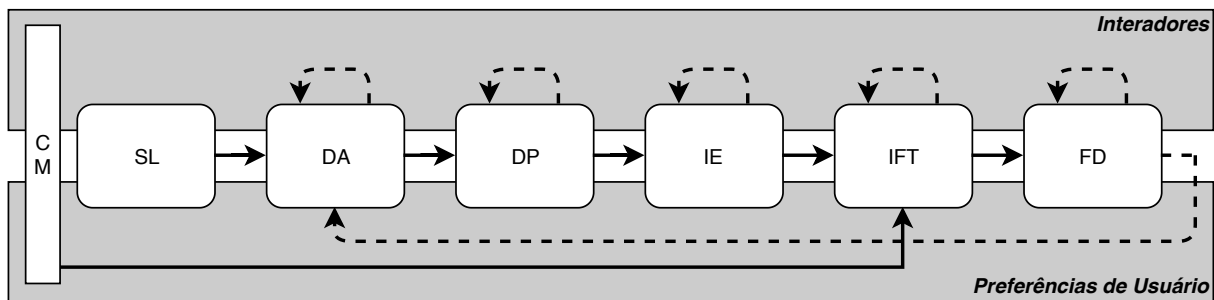 Interadores
C
M
SL
DA
DP
IE
IFT
FD
Preferências de Usuário